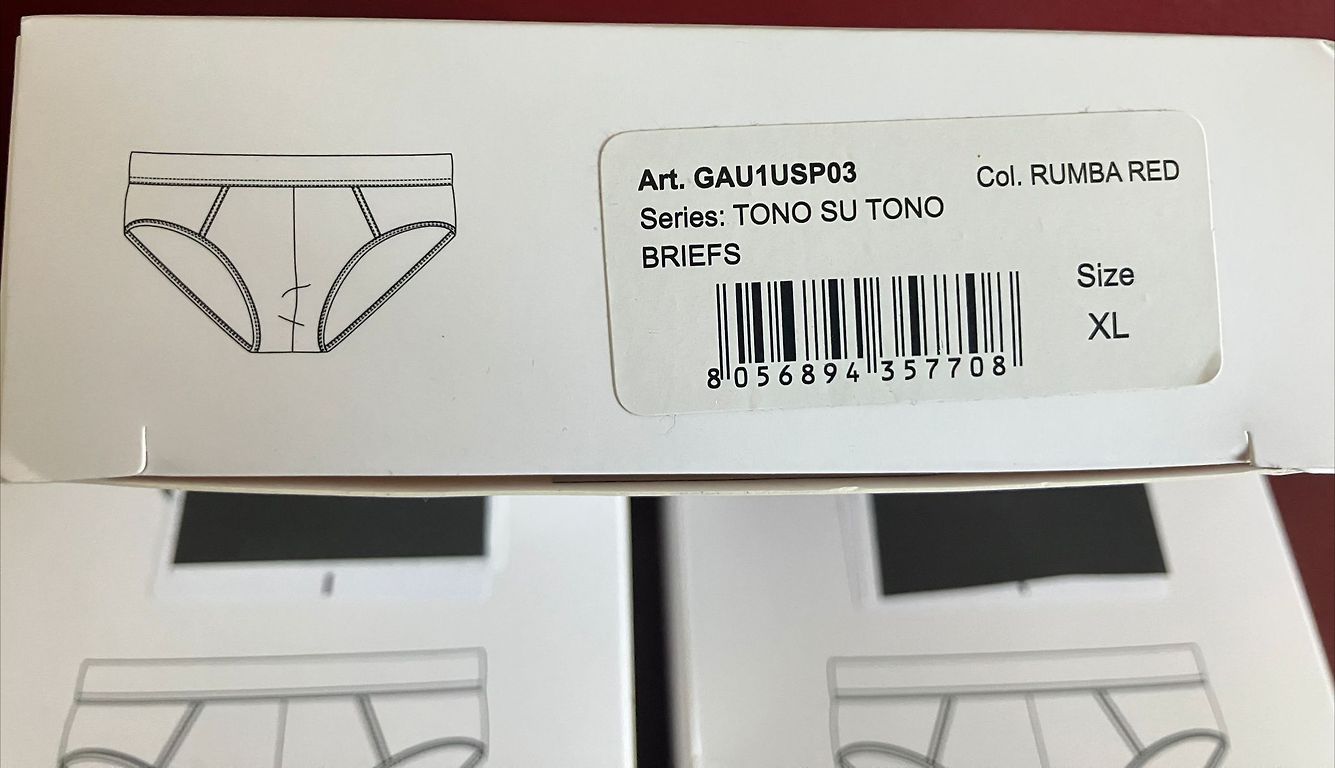 Art. GAU1USP03
Col. RUMBA RED
Series: TONO SU TONO
BRIEFS
Size
XL
8 056894 357708